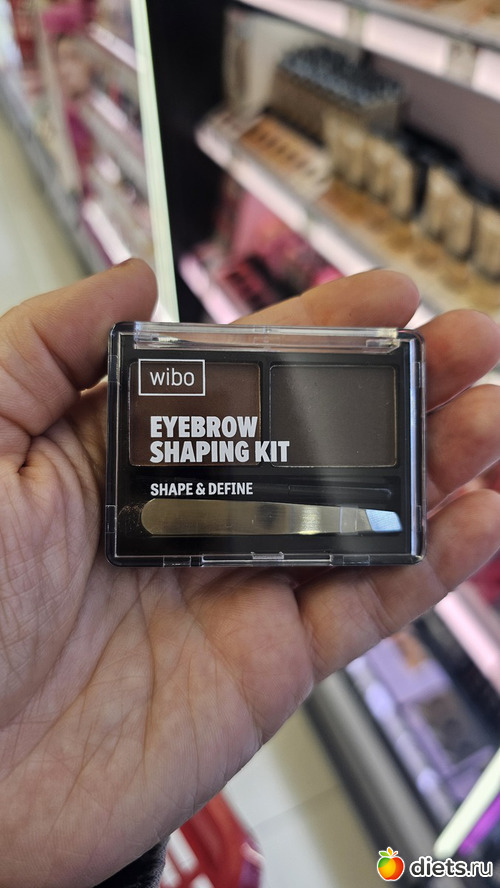 wibo
EYEBROW
SHAPING KIT
SHAPE & DEFINE
diets.ru